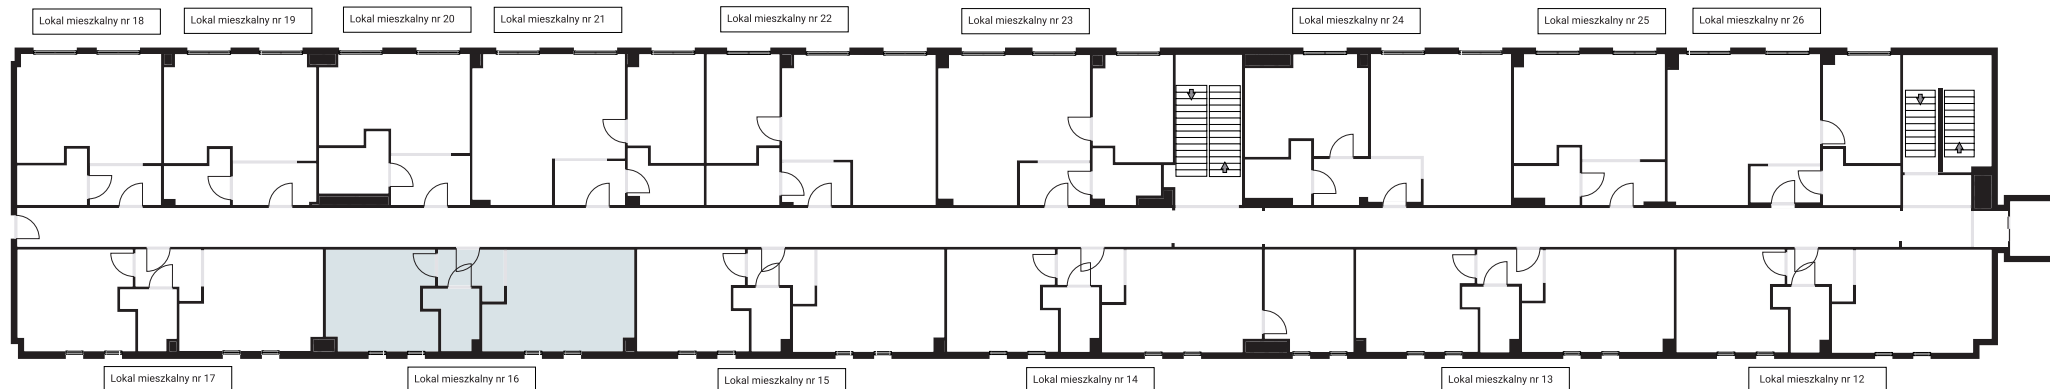 Lokal mieszkalny nr 18
Lokal mieszkalny nr 19
Lokal mieszkalny nr 20
Lokal mieszkalny nr 21
Lokal mieszkalny nr 22
Lokal mieszkalny nr 23
Lokal mieszkalny nr 24
Lokal mieszkalny nr 25
Lokal mieszkalny nr 26
Lokal mieszkalny nr 17
Lokal mieszkalny nr 16
Lokal mieszkalny nr 15
Lokal mieszkalny nr 14
Lokal mieszkalny nr 13
Lokal mieszkalny nr 12